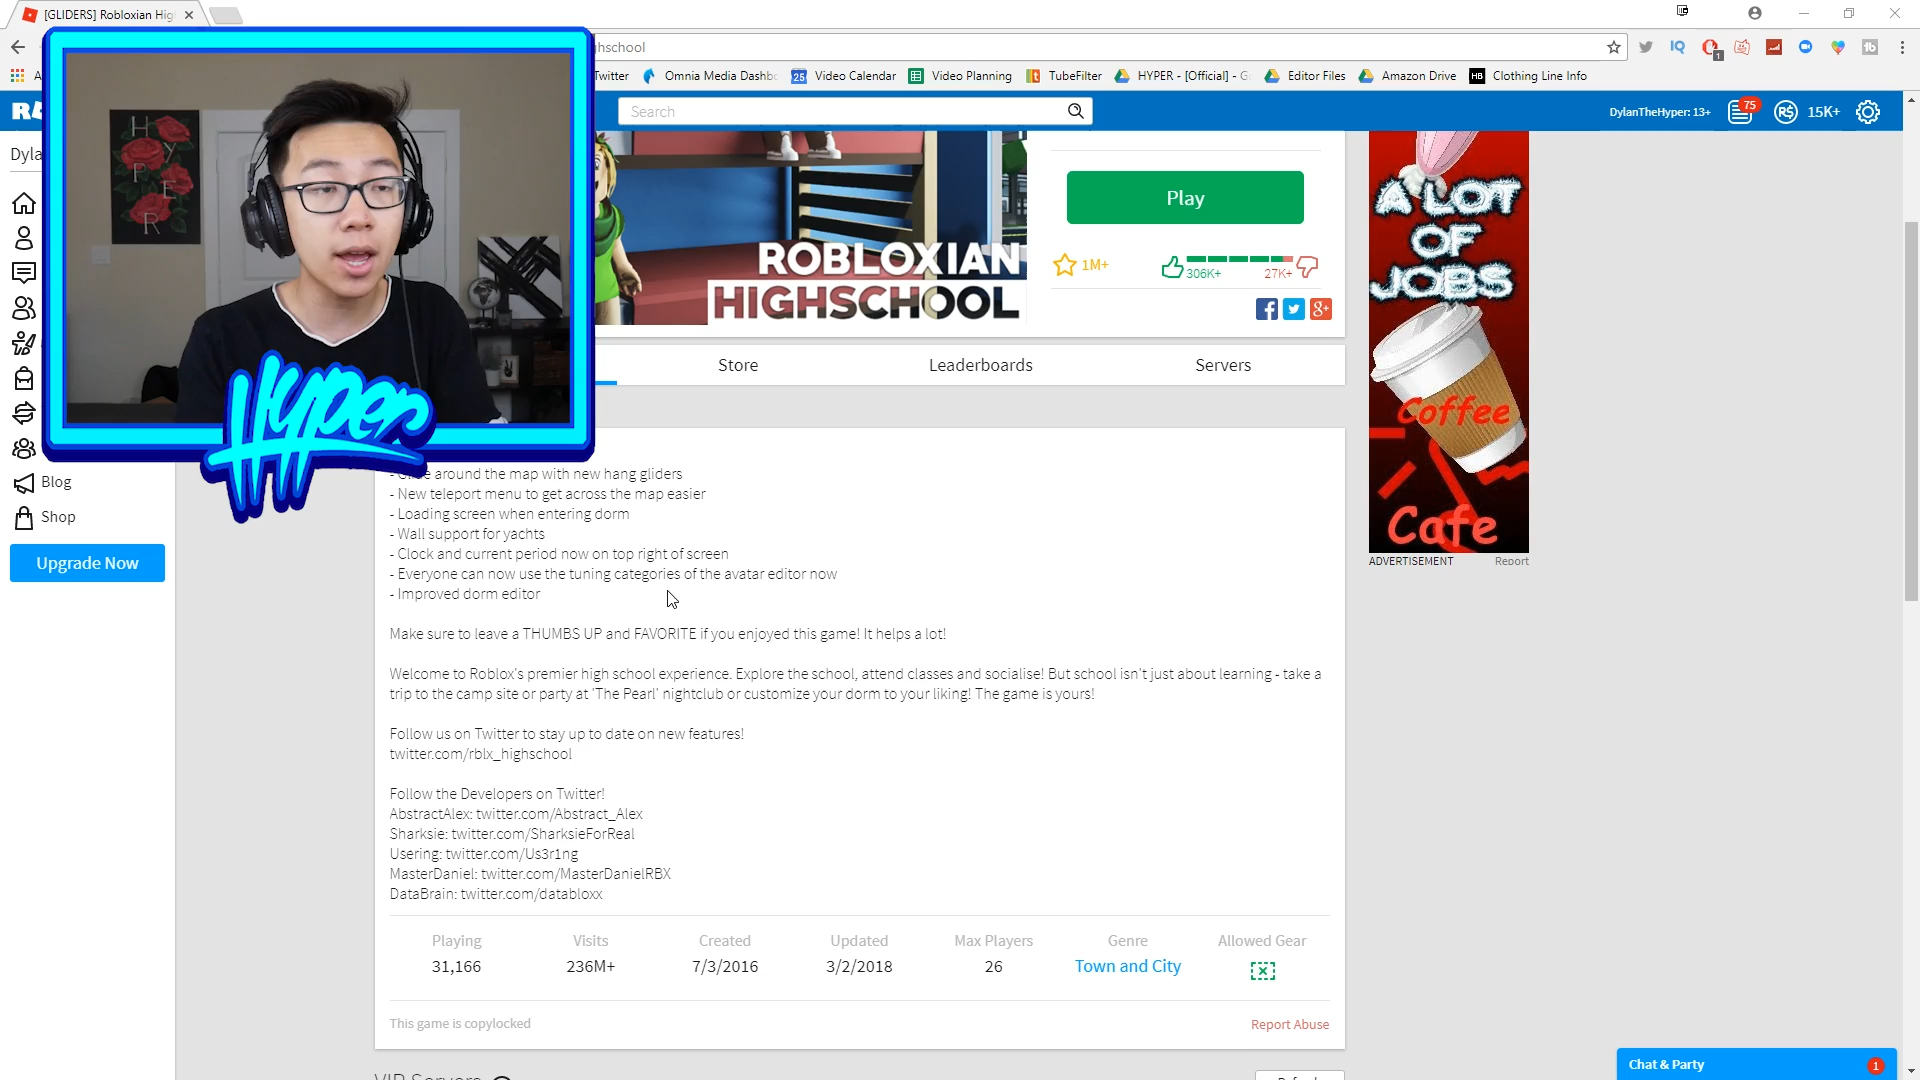 [GLIDERS] Robloxian Hig
hschool
Twitter
Omnia Media Dashb
25
Video Calendar
Video Planning
TubeFilter
HYPER - [Official] - G
Editor Files
Amazon Drive
HB
Clothing Line Info
Search
DylanTheHyper: 13+
75
R$
15K+
Dyla
HYPER
Hyper
Blog
Shop
Upgrade Now
ROBLOXIAN
HIGHSCHOOL
Play
1M+
306K+
27K+
Store
Leaderboards
Servers
A LOT
OF
JOBS
Coffee
Cafe
ADVERTISEMENT
Report
around the map with new hang gliders
- New teleport menu to get across the map easier
- Loading screen when entering dorm
- Wall support for yachts
- Clock and current period now on top right of screen
- Everyone can now use the tuning categories of the avatar editor now
- Improved dorm editor
Make sure to leave a THUMBS UP and FAVORITE if you enjoyed this game! It helps a lot!
Welcome to Roblox's premier high school experience. Explore the school, attend classes and socialise! But school isn't just about learning - take a
trip to the camp site or party at 'The Pearl' nightclub or customize your dorm to your liking! The game is yours!
Follow us on Twitter to stay up to date on new features!
twitter.com/rblx_highschool
Follow the Developers on Twitter!
AbstractAlex: twitter.com/Abstract_Alex
Sharksie: twitter.com/SharksieForReal
Usering: twitter.com/Us3r1ng
MasterDaniel: twitter.com/MasterDanielRBX
DataBrain: twitter.com/databloxx
Playing
Visits
Created
Updated
Max Players
Genre
Allowed Gear
31,166
236M+
7/3/2016
3/2/2018
26
Town and City
This game is copylocked
Report Abuse
Chat & Party
1